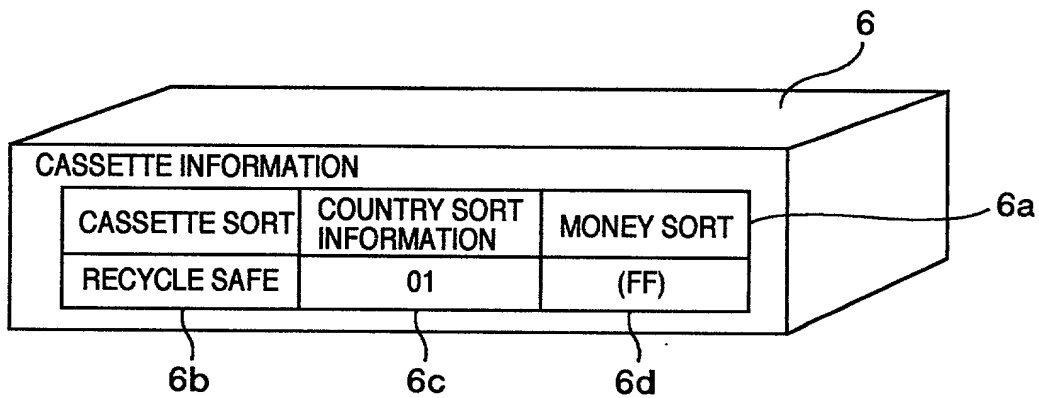 6
CASSETTE INFORMATION
CASSETTE SORT
COUNTRY SORT
INFORMATION
MONEY SORT
6a
RECYCLE SAFE
01
(FF)
6b
6c
6d